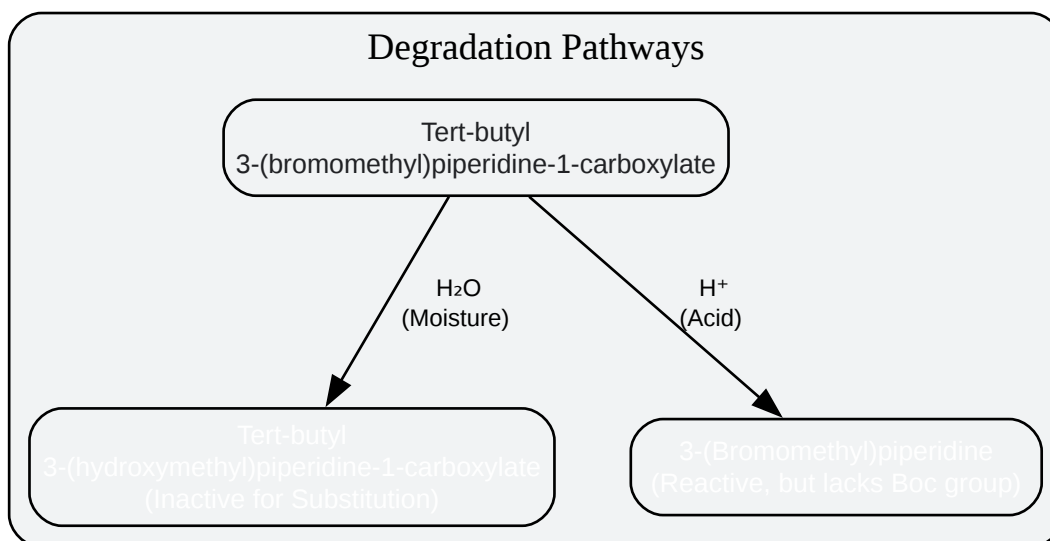 Degradation Pathways
Tert-butyl
3-(bromomethyl)piperidine-1-carboxylate
H₂O
(Moisture)
H⁺
(Acid)
Tert-butyl
3-(hydroxymethyl)piperidine-1-carboxylate
(Inactive for Substitution)
3-(Bromomethyl)piperidine
(Reactive, but lacks Boc group)